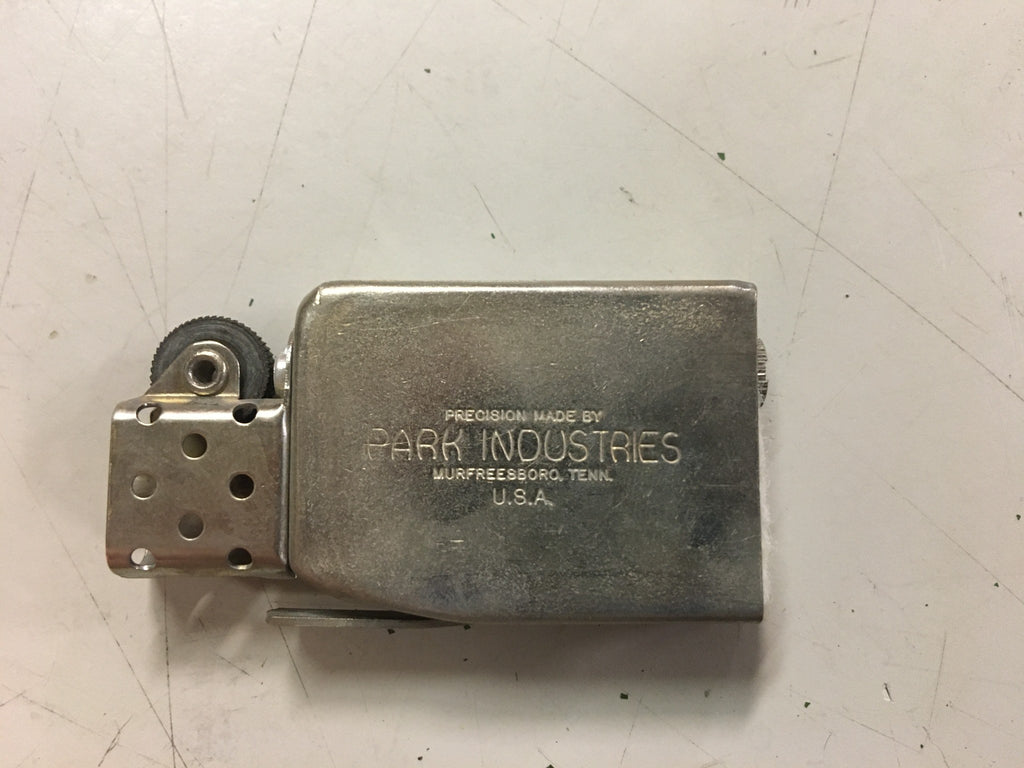 PRECISION MADE BY
PARK INDUSTRIES
MURFREESBORO, TENN.
U.S.A.